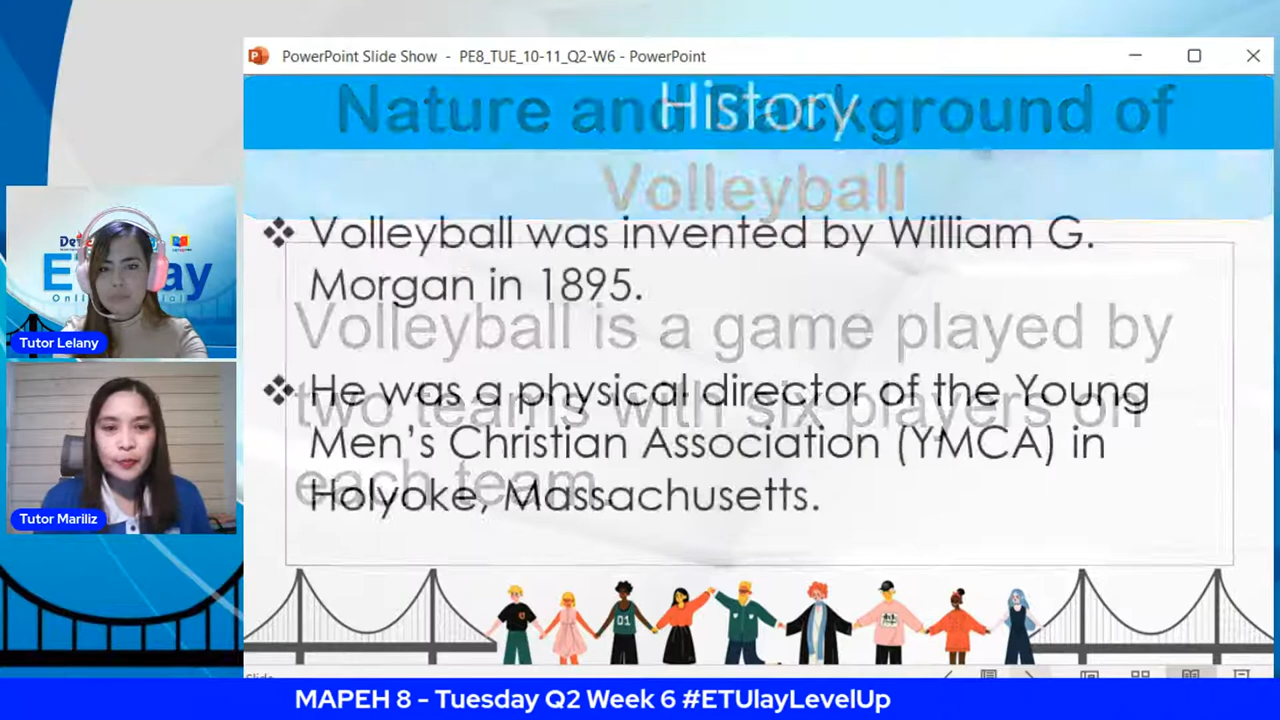 PowerPoint Slide Show - PE8_TUE_10-11_Q2-W6 - PowerPoint
Nature and Background of
History
Volleyball
❖ Volleyball was invented by William G.
Morgan in 1895.
Volleyball is a game played by
❖ He was a physical director of the Young
two teams with six players on
Men's Christian Association (YMCA) in
each team.
Holyoke, Massachusetts.
Tutor Lelany
Tutor Mariliz
01
MAPEH 8 - Tuesday Q2 Week 6 #ETUlayLevelUp